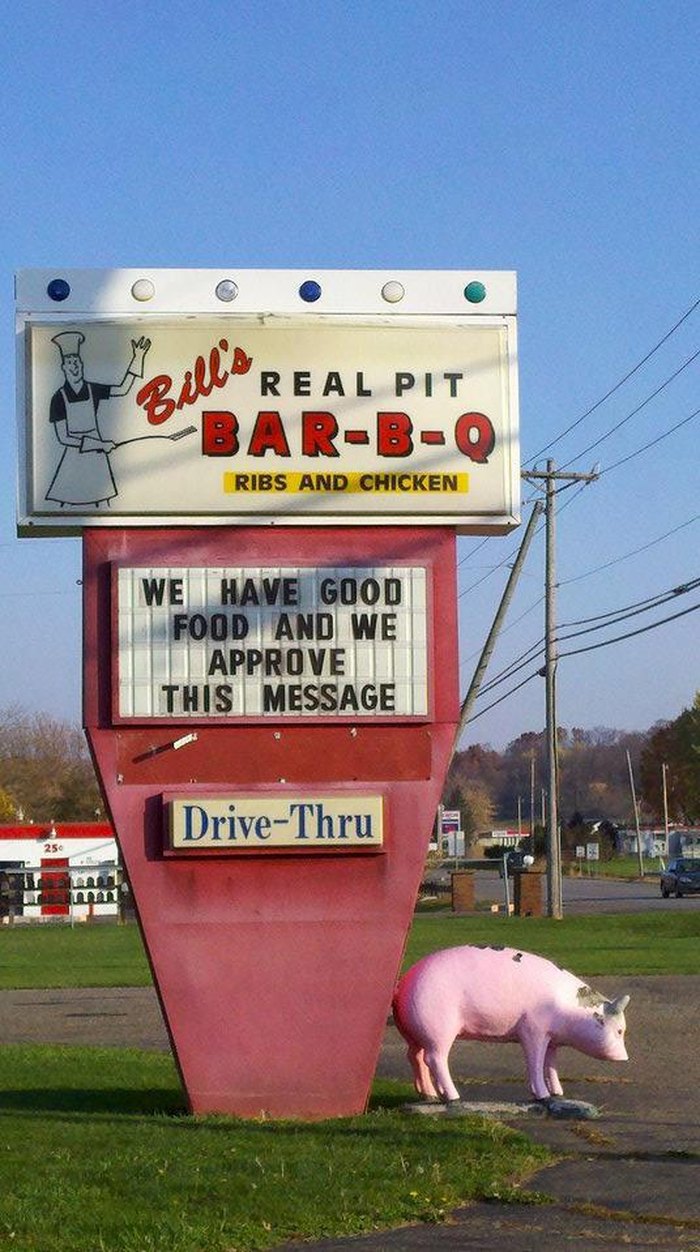 Bill's REAL PIT
BAR-B-Q
RIBS AND CHICKEN
WE HAVE GOOD
FOOD AND WE
APPROVE
THIS MESSAGE
Drive-Thru
25¢